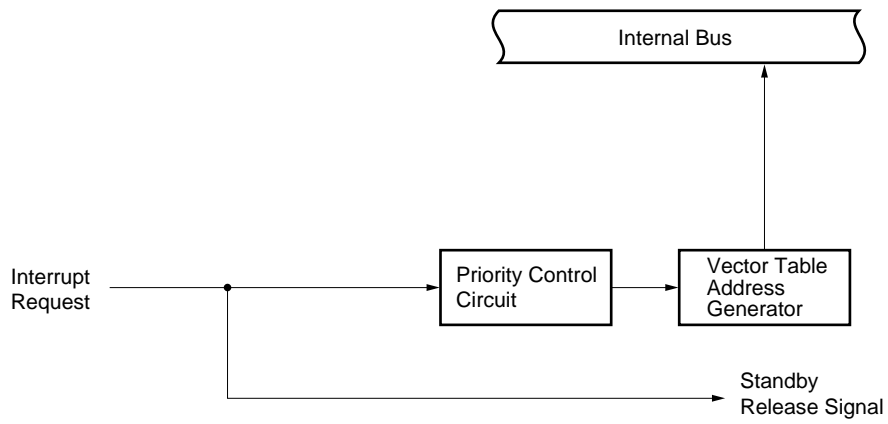 Internal Bus
Interrupt
Request
Priority Control
Circuit
Vector Table
Address
Generator
Standby
Release Signal